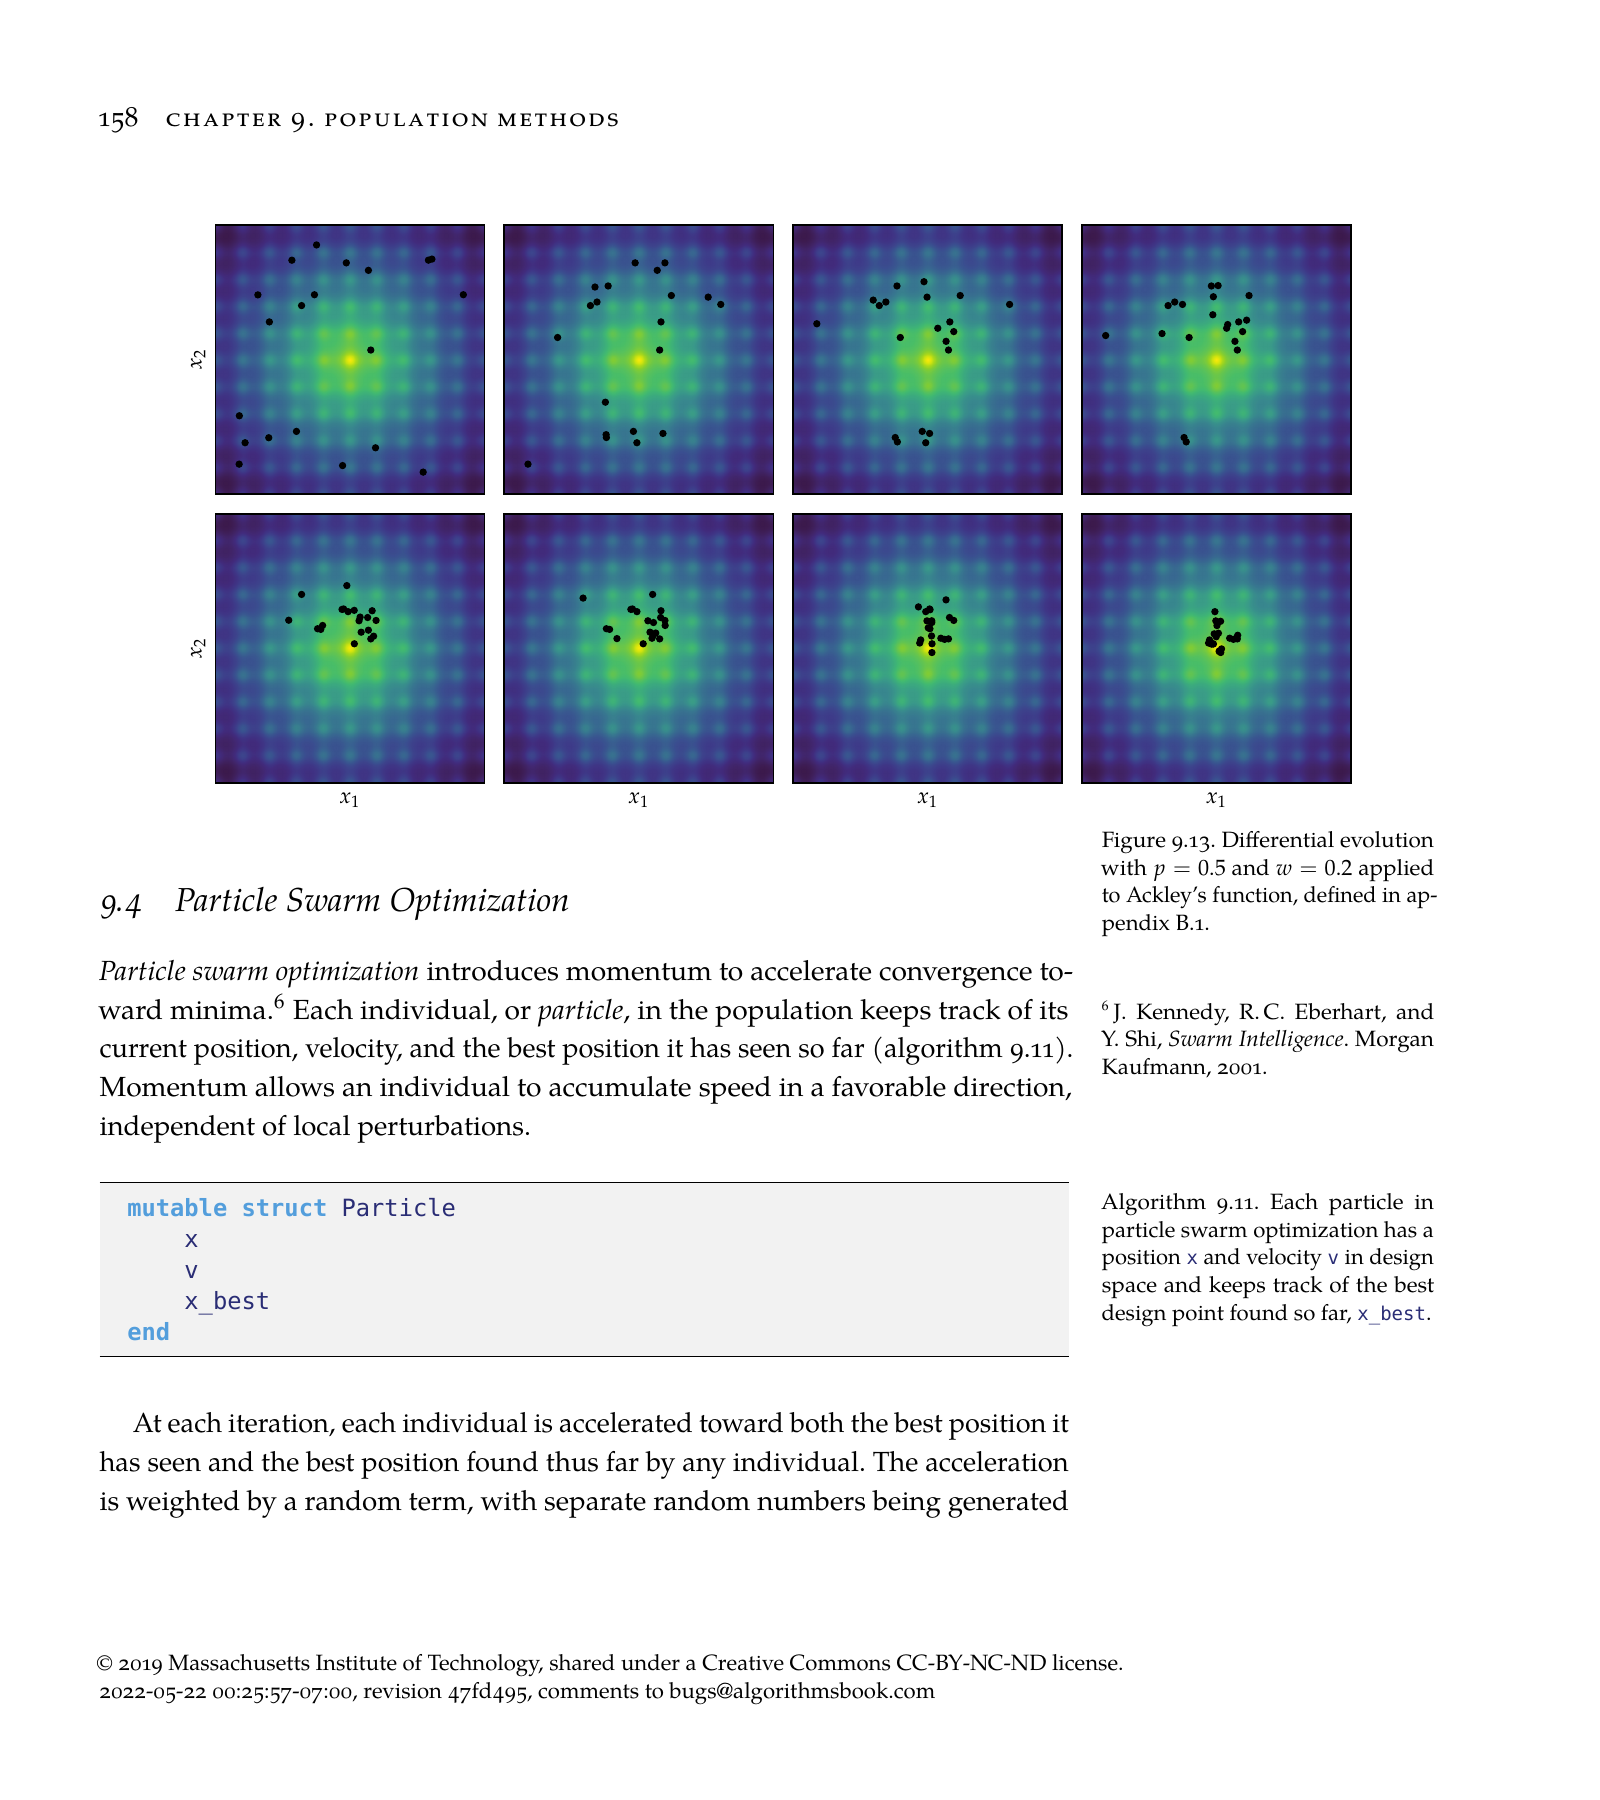 158 CHAPTER 9. POPULATION METHODS
x2
x2
x1 x1 x1 x1
Figure 9.13. Differential evolution
with p = 0.5 and w = 0.2 applied
to Ackley's function, defined in ap-
pendix B.1.
9.4 Particle Swarm Optimization
Particle swarm optimization introduces momentum to accelerate convergence to-
ward minima.6 Each individual, or particle, in the population keeps track of its
current position, velocity, and the best position it has seen so far (algorithm 9.11).
Momentum allows an individual to accumulate speed in a favorable direction,
independent of local perturbations.
6 J. Kennedy, R. C. Eberhart, and
Y. Shi, Swarm Intelligence. Morgan
Kaufmann, 2001.
mutable struct Particle
x
v
x_best
end
Algorithm 9.11. Each particle in
particle swarm optimization has a
position x and velocity v in design
space and keeps track of the best
design point found so far, x_best.
At each iteration, each individual is accelerated toward both the best position it
has seen and the best position found thus far by any individual. The acceleration
is weighted by a random term, with separate random numbers being generated
© 2019 Massachusetts Institute of Technology, shared under a Creative Commons CC-BY-NC-ND license.
2022-05-22 00:25:57-07:00, revision 47fd495, comments to bugs@algorithmsbook.com